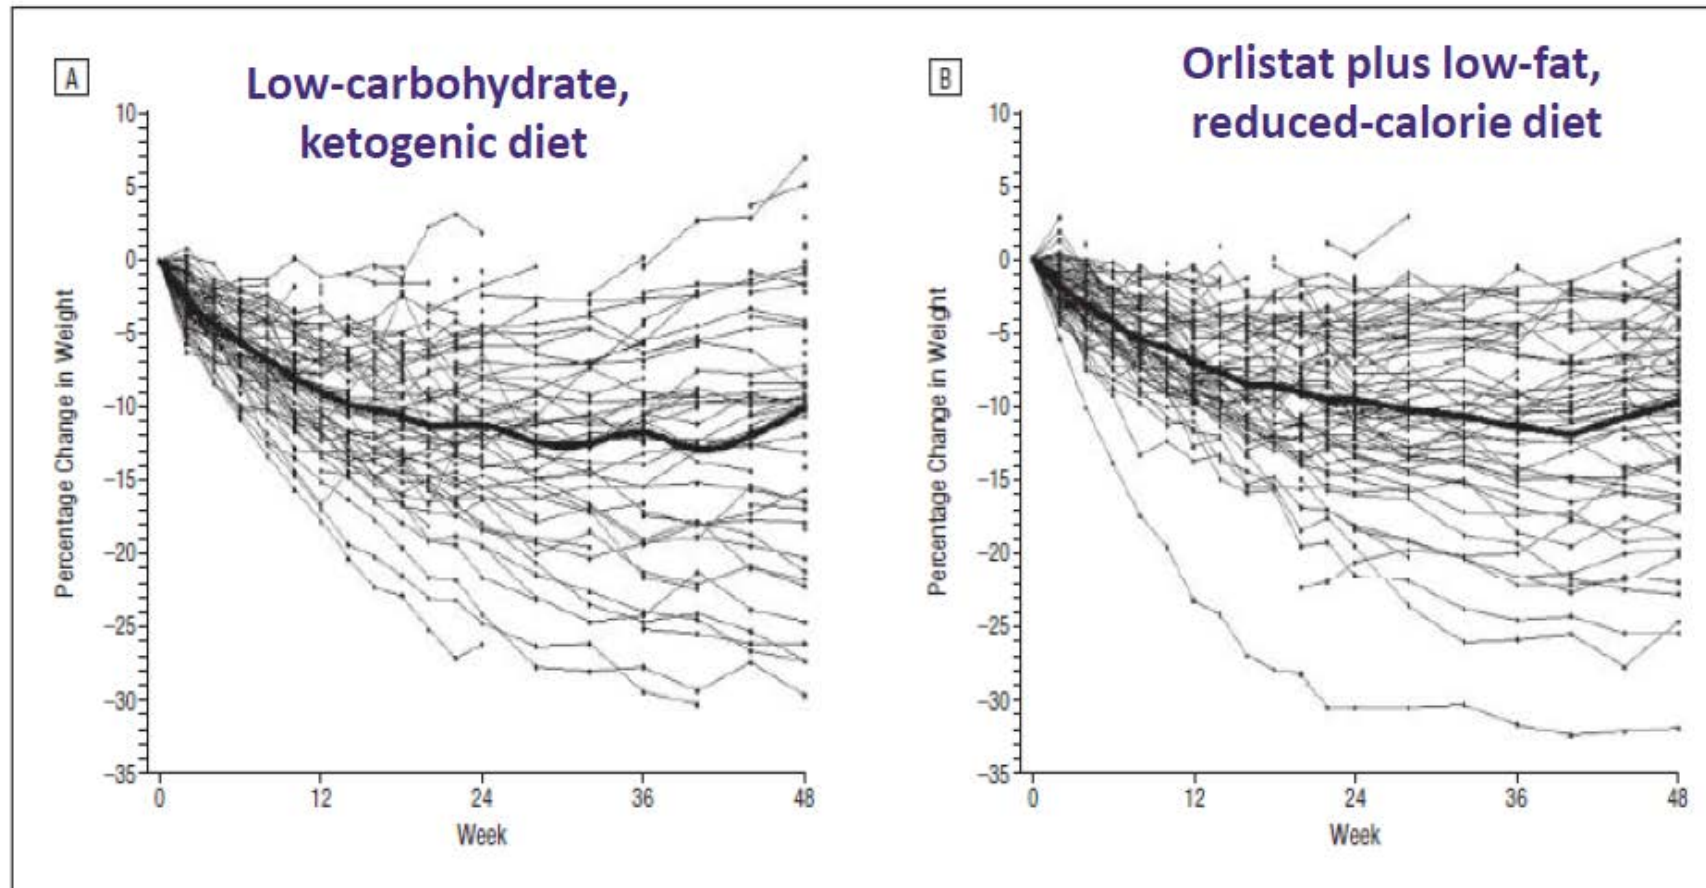 A
Low-carbohydrate,
ketogenic diet
10
5
0
−5
−10
−15
−20
−25
−30
−35
Percentage Change in Weight
0 12 24 36 48
Week
B
Orlistat plus low-fat,
reduced-calorie diet
10
5
0
−5
−10
−15
−20
−25
−30
−35
Percentage Change in Weight
0 12 24 36 48
Week